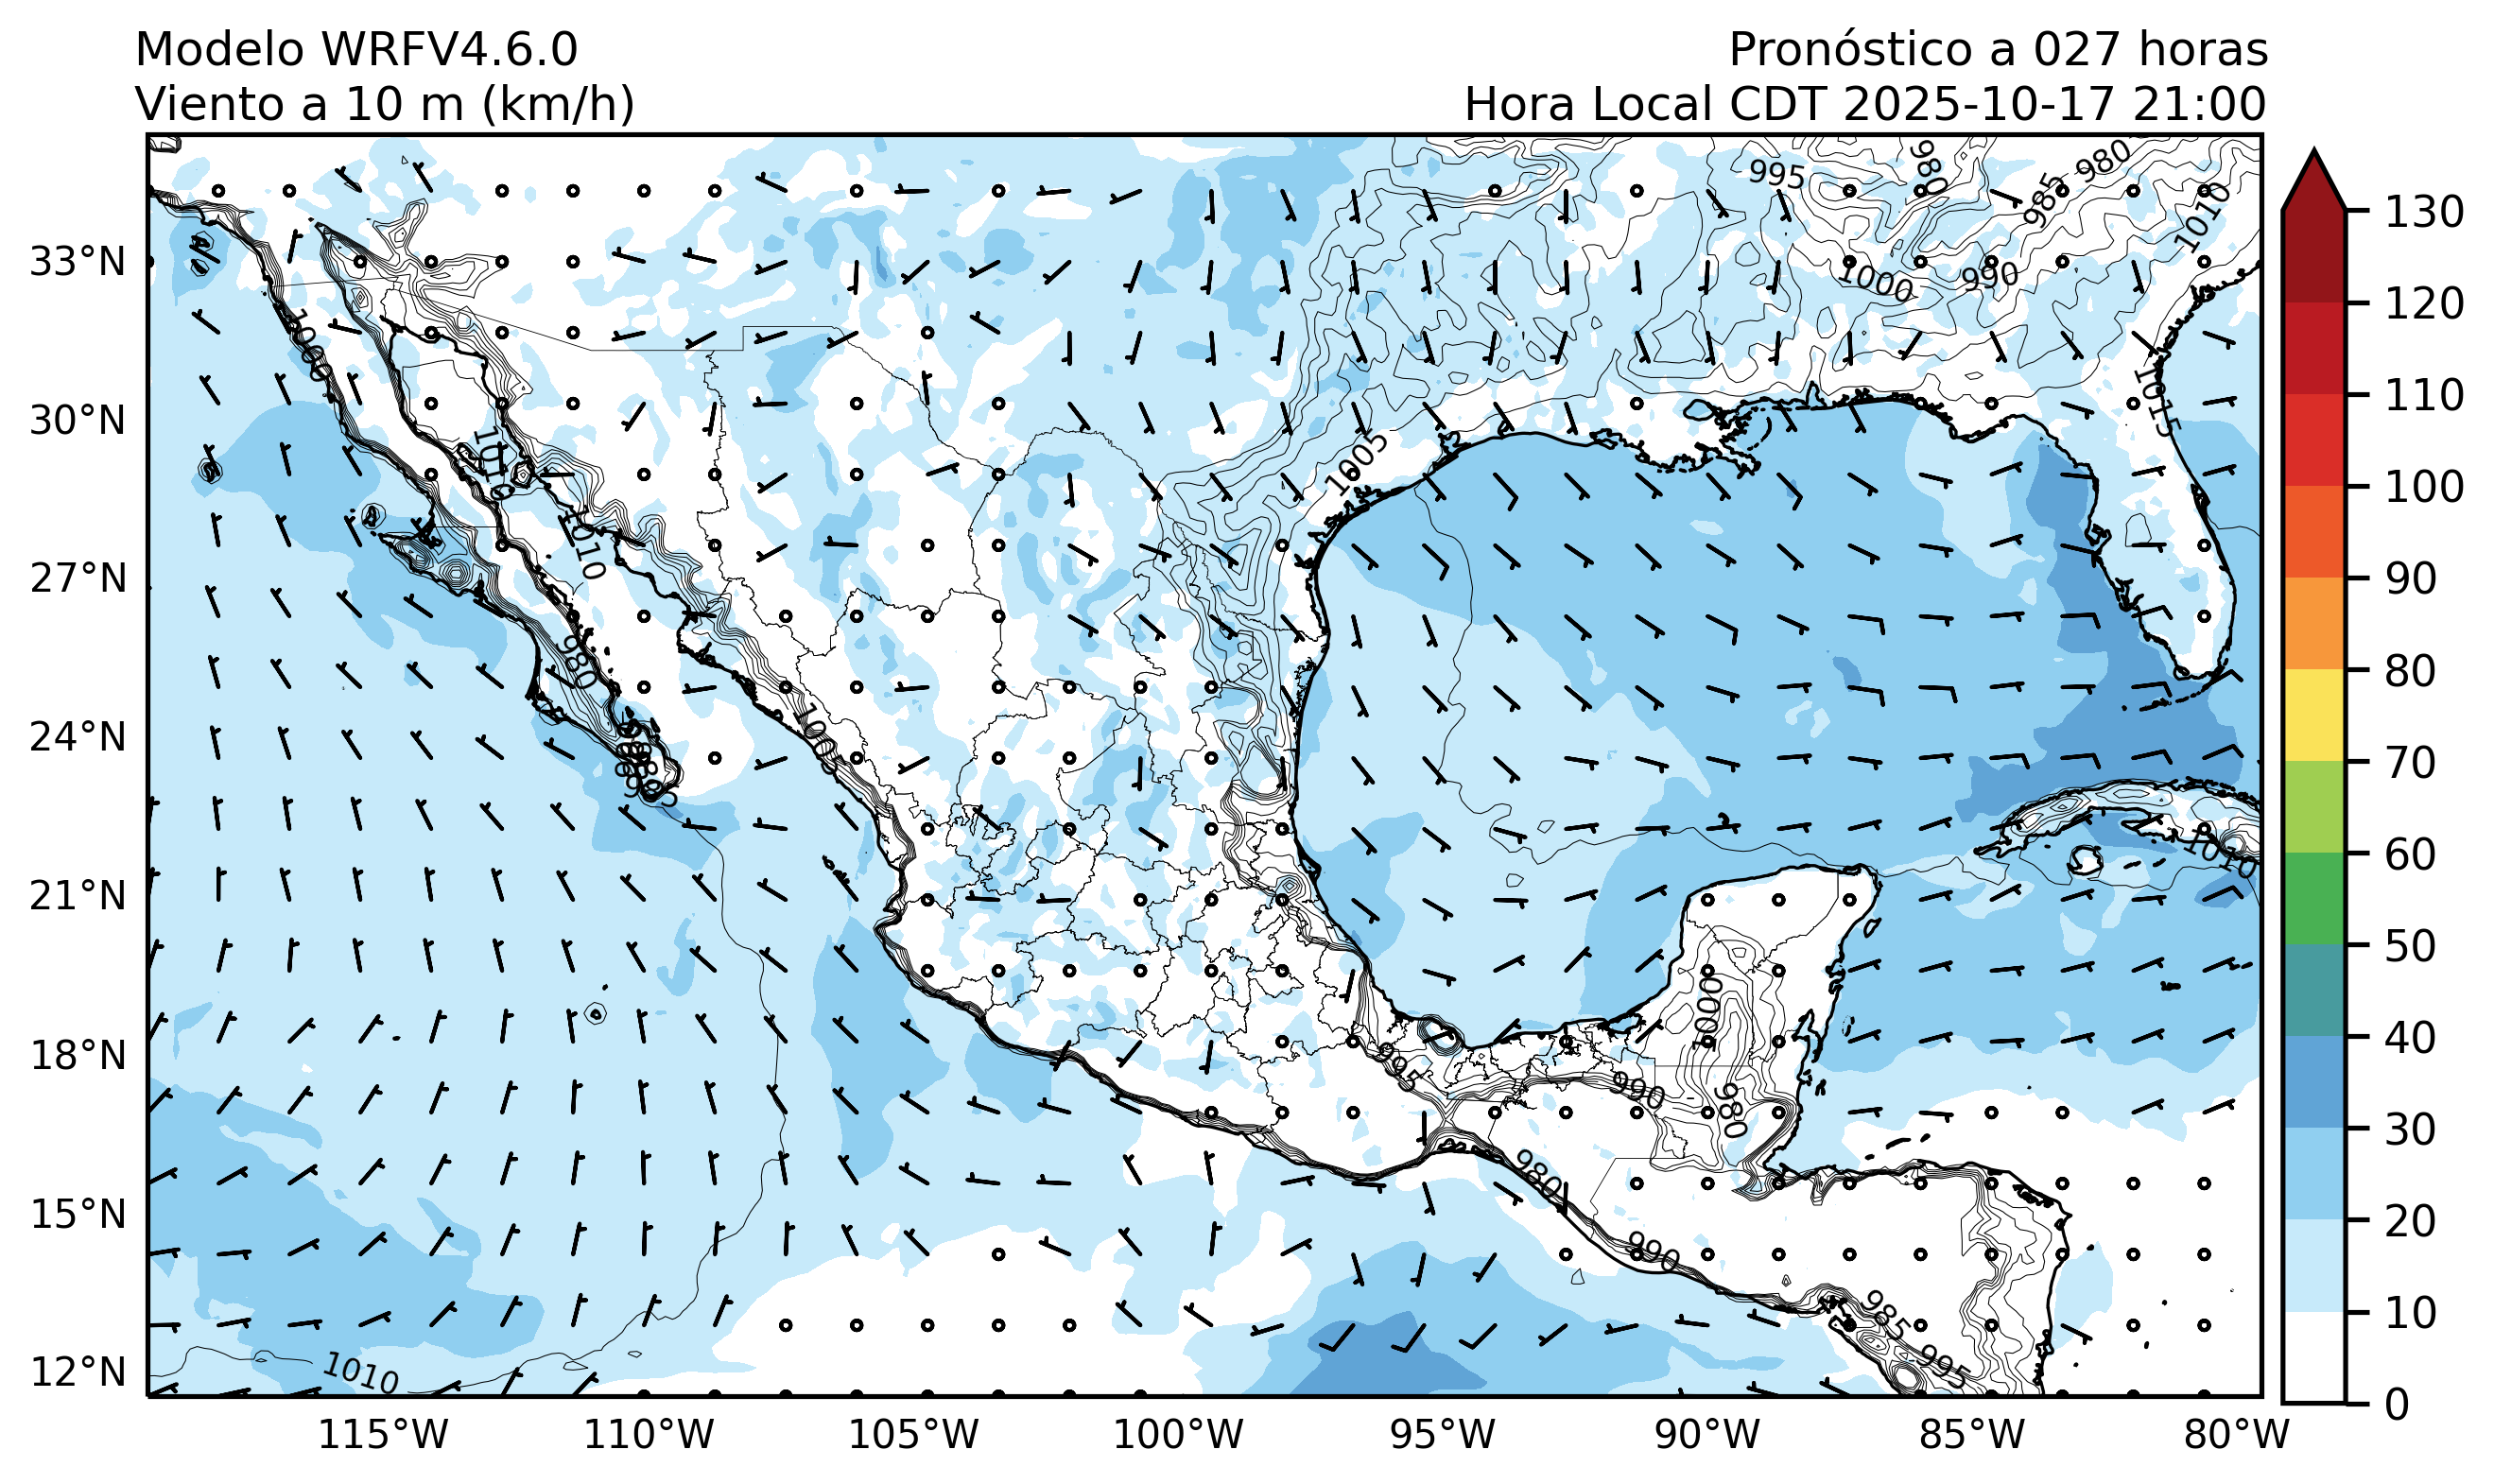 Modelo WRFV4.6.0
Pronóstico a 027 horas
Viento a 10 m (km/h)
Hora Local CDT 2025-10-17 21:00
33°N
30°N
27°N
24°N
21°N
18°N
15°N
12°N
115°W
110°W
105°W
100°W
95°W
90°W
85°W
80°W
130
120
110
100
90
80
70
60
50
40
30
20
10
0
995
980
980
985
1010
1000
990
1000
1015
1005
1010
1010
980
1005
1010
1000
995
990
980
980
990
985
995
1010